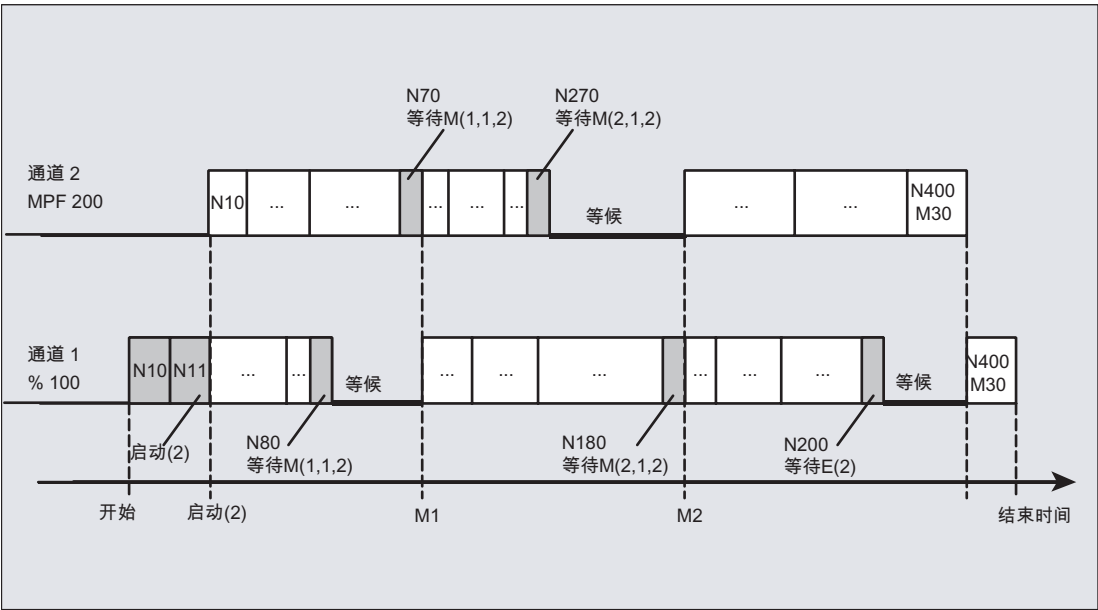 N70
等待M(1,1,2)
N270
等待M(2,1,2)
通道 2
MPF 200
N10
...
...
...
...
...
等候
...
...
N400
M30
通道 1
% 100
N10
N11
...
...
等候
...
...
...
...
...
...
等候
N400
M30
启动(2)
N80
等待M(1,1,2)
N180
等待M(2,1,2)
N200
等待E(2)
开始
启动(2)
M1
M2
结束时间